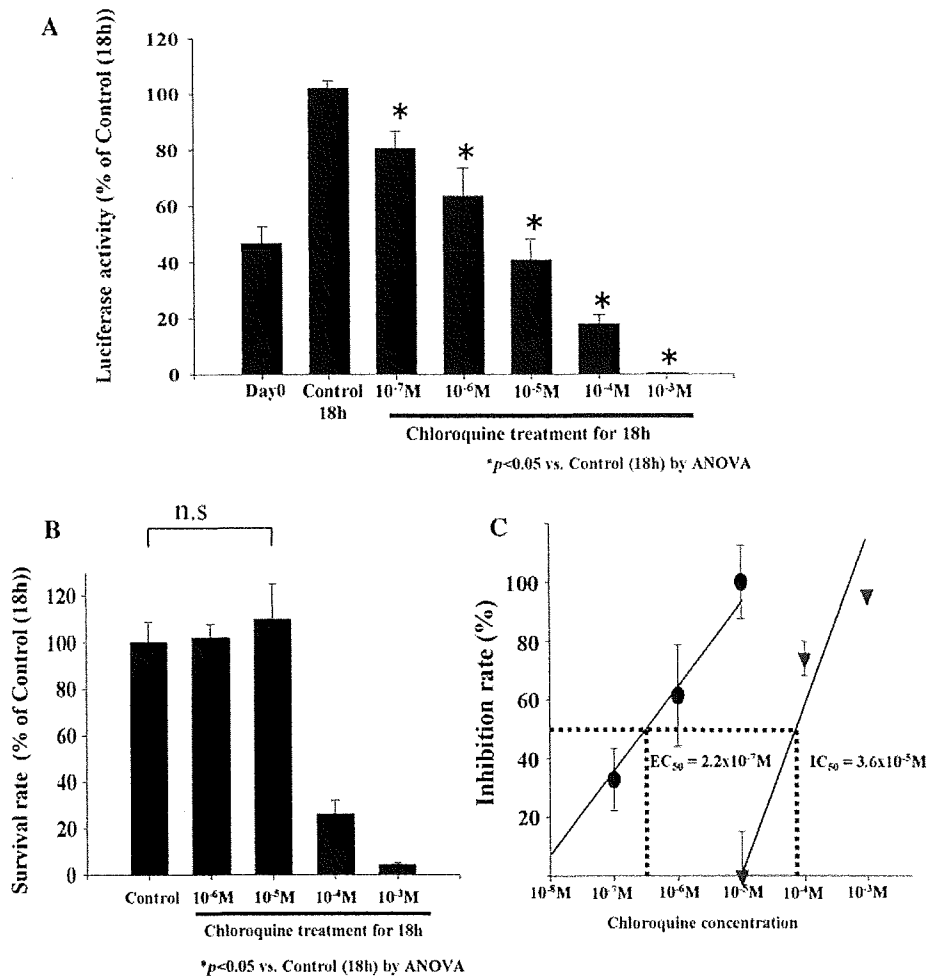 A
Luciferase activity (% of Control (18h))
120
100
80
60
40
20
0
*
*
*
*
*
Day0 Control 10⁻⁷M 10⁻⁶M 10⁻⁵M 10⁻⁴M 10⁻³M
18h
Chloroquine treatment for 18h
*p<0.05 vs. Control (18h) by ANOVA
B
n.s
Survival rate (% of Control (18h))
120
100
80
60
40
20
0
Control 10⁻⁶M 10⁻⁵M 10⁻⁴M 10⁻³M
Chloroquine treatment for 18h
*p<0.05 vs. Control (18h) by ANOVA
C
Inhibition rate (%)
100
80
60
40
20
EC₅₀ = 2.2x10⁻⁷M
IC₅₀ = 3.6x10⁻⁵M
10⁻⁸M 10⁻⁷M 10⁻⁶M 10⁻⁵M 10⁻⁴M 10⁻³M
Chloroquine concentration